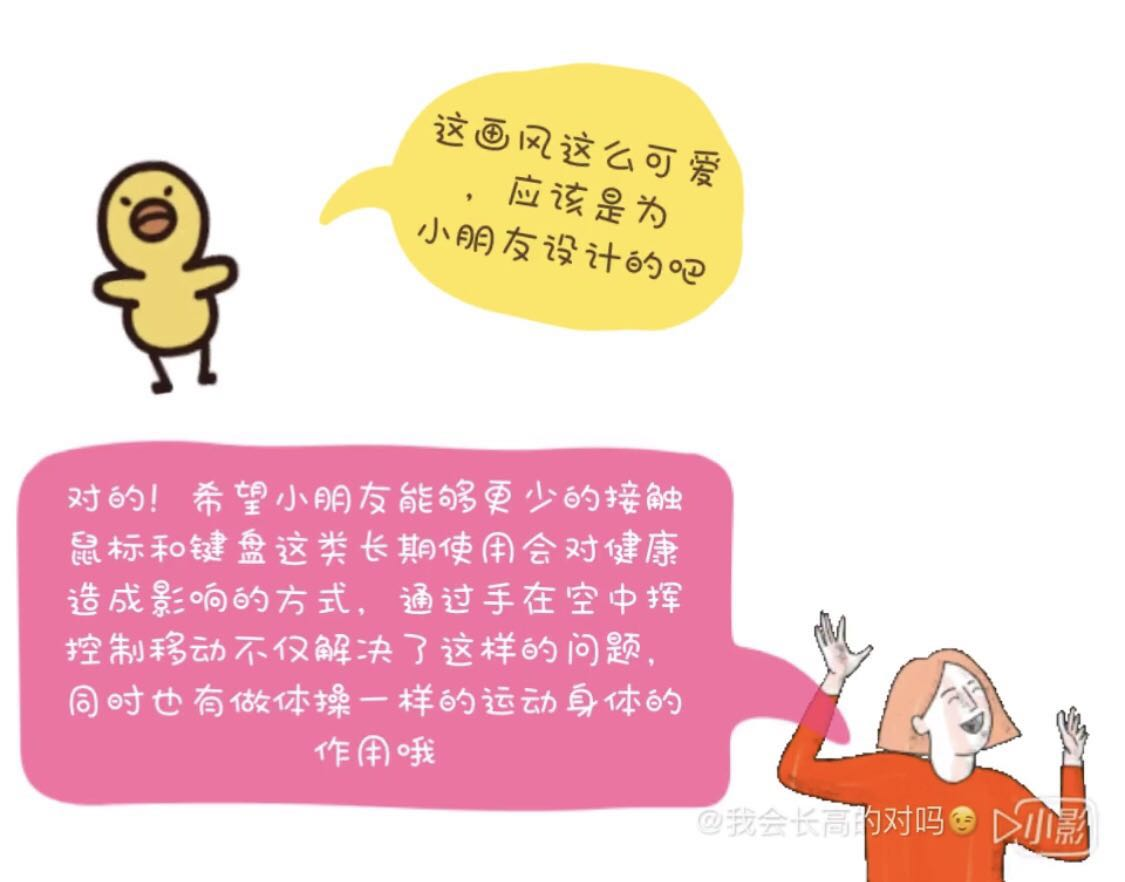 这画风这么可爱
，应该是为
小朋友设计的吧
对的！希望小朋友能够更少的接触
鼠标和键盘这类长期使用会对健康
造成影响的方式，通过手在空中挥
控制移动不仅解决了这样的问题，
同时也有做体操一样的运动身体的
作用哦
@我会长高的对吗😉
小影